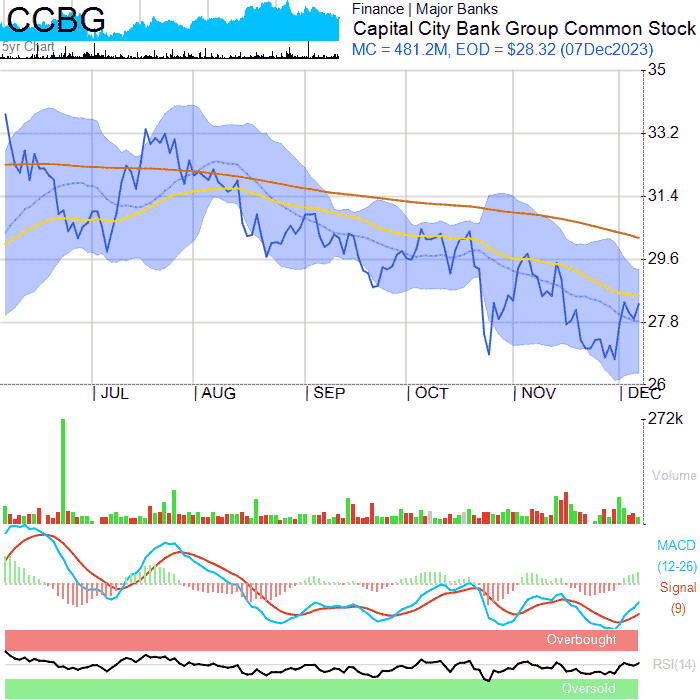 CCBG
5yr Chart
Finance | Major Banks
Capital City Bank Group Common Stock
MC = 481.2M, EOD = $28.32 (07Dec2023)
35
33.2
31.4
29.6
27.8
26
JUL AUG SEP OCT NOV DEC
272k
Volume
MACD
(12-26)
Signal
(9)
Overbought
RSI(14)
Oversold